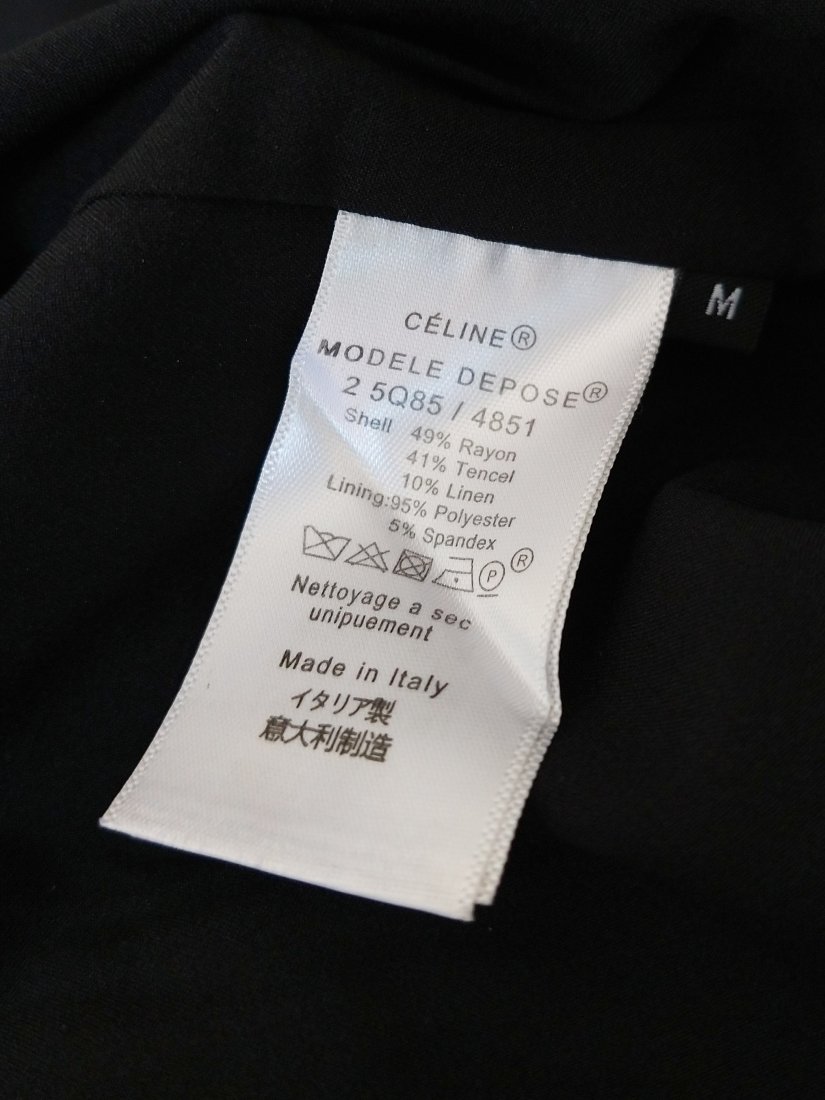 CÉLINE®
MODELE DEPOSE®
2 5Q85 / 4851
Shell 49% Rayon
41% Tencel
10% Linen
Lining:95% Polyester
5% Spandex
P ®
Nettoyage a sec
unipuement
Made in Italy
イタリア製
意大利制造
M